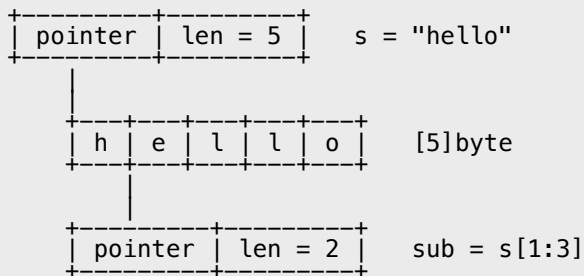 pointer len = 5 s = "hello"
h e l l o [5]byte
pointer len = 2 sub = s[1:3]